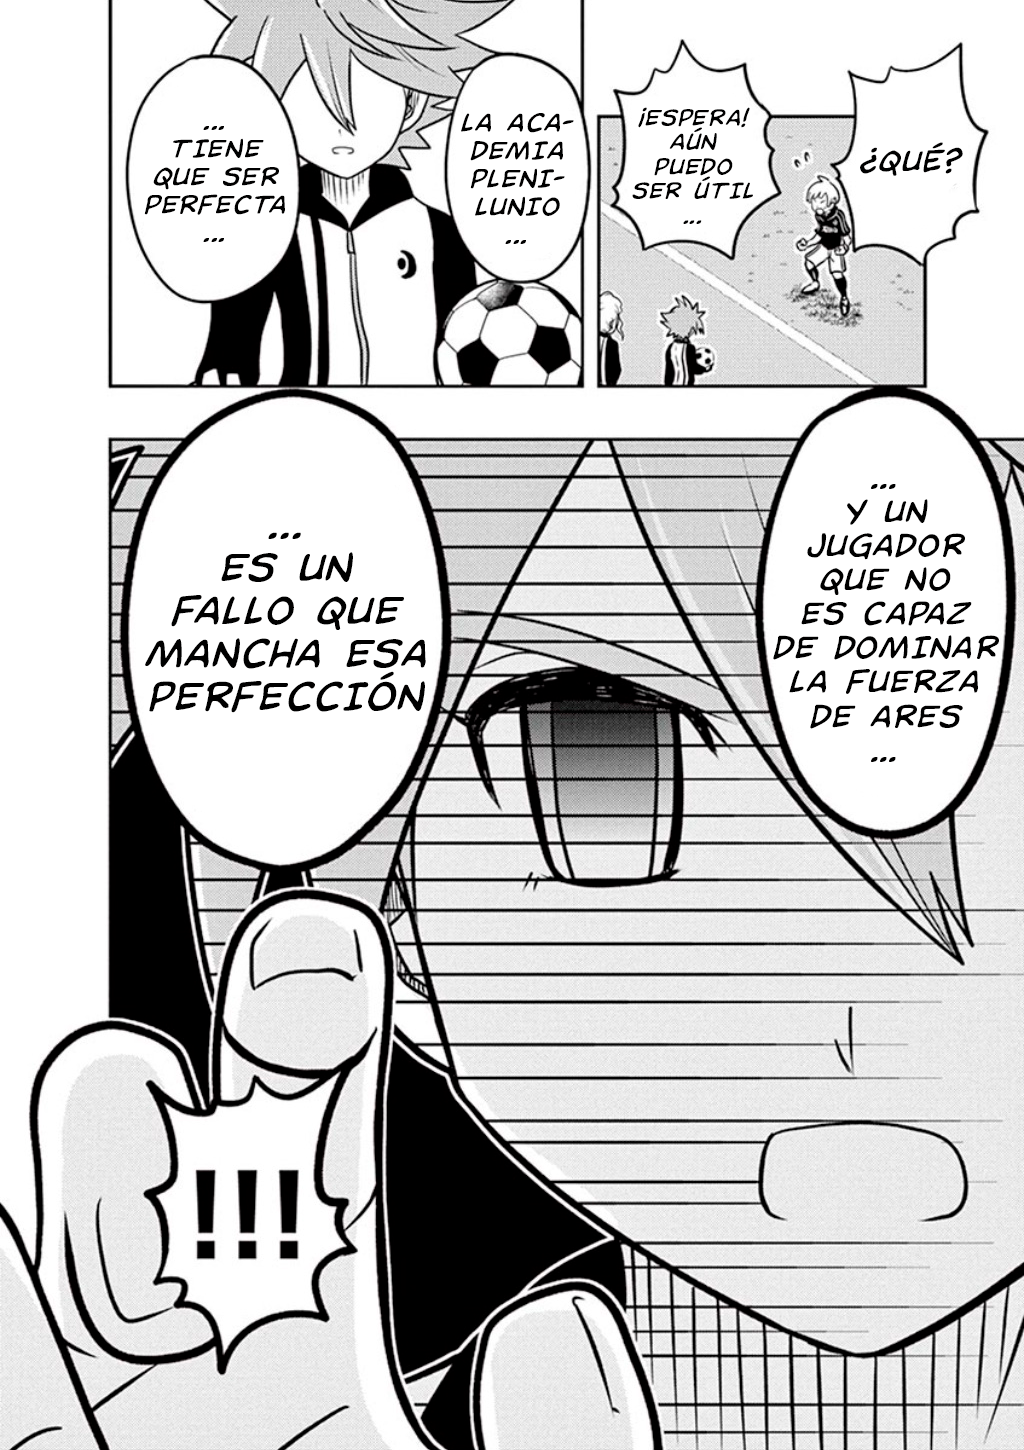 ¿QUÉ?
¡ESPERA!
AÚN
PUEDO
SER ÚTIL
...
LA ACA-
DEMIA
PLENI-
LUNIO
...
...
TIENE
QUE SER
PERFECTA
...
...
Y UN
JUGADOR
QUE NO
ES CAPAZ
DE DOMINAR
LA FUERZA
DE ARES
...
...
ES UN
FALLO QUE
MANCHA ESA
PERFECCIÓN
!!!